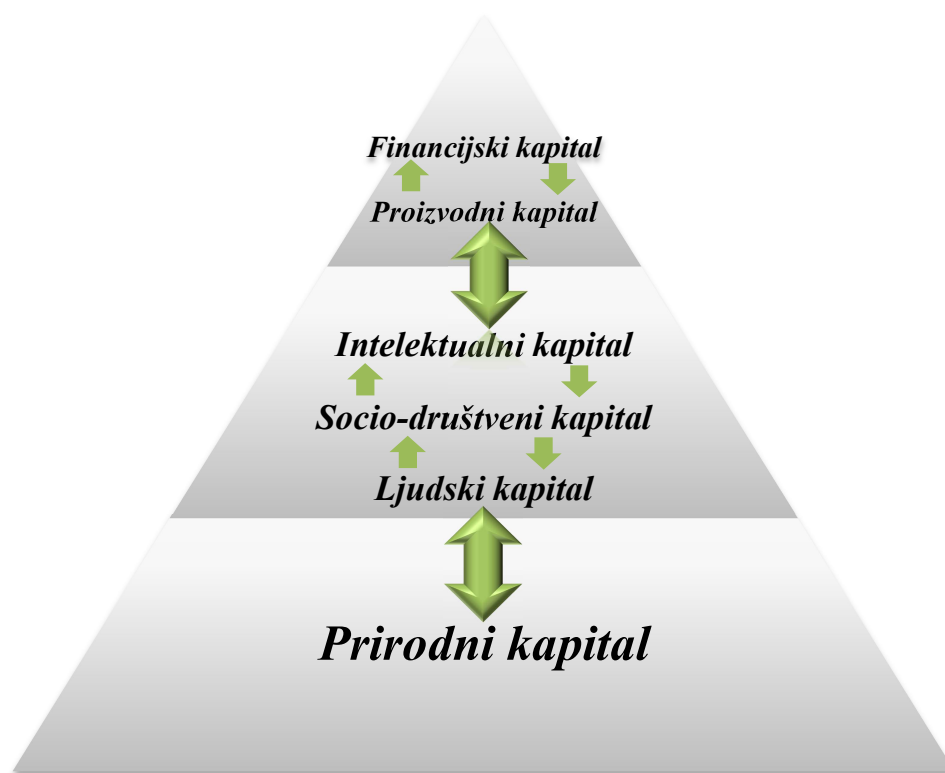 Financijski kapital
Proizvodni kapital
Intelektualni kapital
Socio-društveni kapital
Ljudski kapital
Prirodni kapital